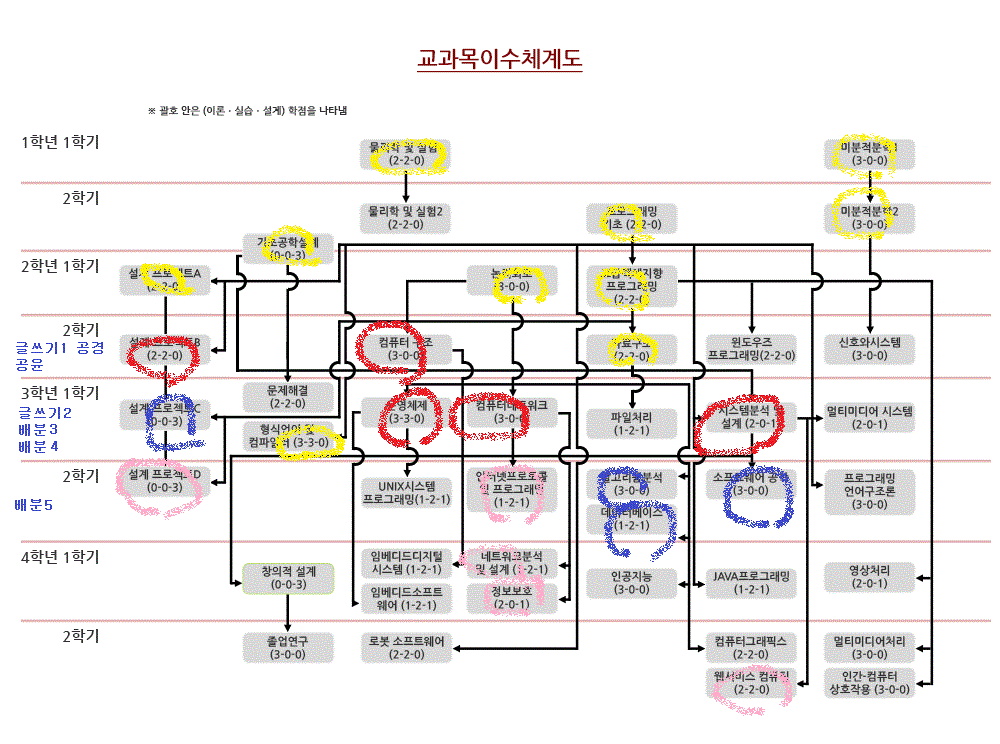 교과목이수체계도
※ 괄호 안은 (이론 · 실습 · 설계) 학점을 나타냄
1학년 1학기
물리학 및 실험
(2-2-0)
미분적분학1
(3-0-0)
2학기
물리학 및 실험2
(2-2-0)
프로그래밍
기초 (2-2-0)
미분적분학2
(3-0-0)
기초공학설계
(0-0-3)
2학년 1학기
설계 프로젝트A
(2-2-0)
논리회로
(3-0-0)
프로그래밍
(2-2-0)
2학기
글쓰기1 공경
공윤
설계 프로젝트B
(2-2-0)
컴퓨터 구조
(3-0-0)
자료구조
(2-2-0)
윈도우즈
프로그래밍(2-2-0)
신호와시스템
(3-0-0)
3학년 1학기
글쓰기2
배분3
배분4
문제해결
(2-2-0)
설계 프로젝트C
(0-0-3)
형식언어 및
컴파일러 (3-3-0)
운영체제
(3-3-0)
컴퓨터네트워크
(3-0-0)
파일처리
(1-2-1)
시스템분석 및
설계 (2-0-1)
멀티미디어 시스템
(2-0-1)
2학기
배분5
설계 프로젝트D
(0-0-3)
UNIX시스템
프로그래밍(1-2-1)
인터넷프로토콜
및 프로그래밍
(1-2-1)
알고리즘분석
(3-0-0)
데이터베이스
(1-2-1)
소프트웨어 공학
(3-0-0)
프로그래밍
언어구조론
(3-0-0)
4학년 1학기
창의적 설계
(0-0-3)
임베디드디지털
시스템 (1-2-1)
임베디드소프트
웨어 (1-2-1)
네트워크분석
및 설계 (1-2-1)
정보보호
(2-0-1)
인공지능
(3-0-0)
JAVA프로그래밍
(1-2-1)
영상처리
(2-0-1)
2학기
졸업연구
(3-0-0)
로봇 소프트웨어
(2-2-0)
컴퓨터그래픽스
(2-2-0)
웹서비스 컴퓨팅
(2-2-0)
멀티미디어처리
(3-0-0)
인간-컴퓨터
상호작용 (3-0-0)